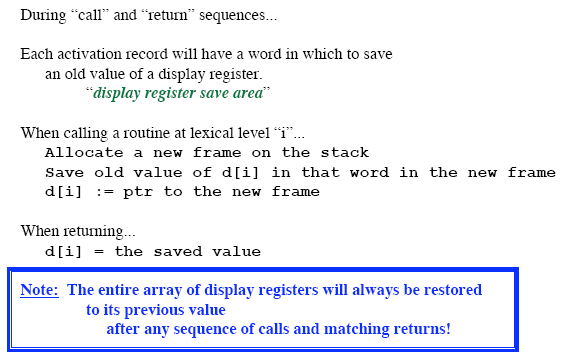 During “call” and “return” sequences...
Each activation record will have a word in which to save
an old value of a display register.
“display register save area”
When calling a routine at lexical level “i”...
Allocate a new frame on the stack
Save old value of d[i] in that word in the new frame
d[i] := ptr to the new frame
When returning...
d[i] = the saved value
Note: The entire array of display registers will always be restored
to its previous value
after any sequence of calls and matching returns!